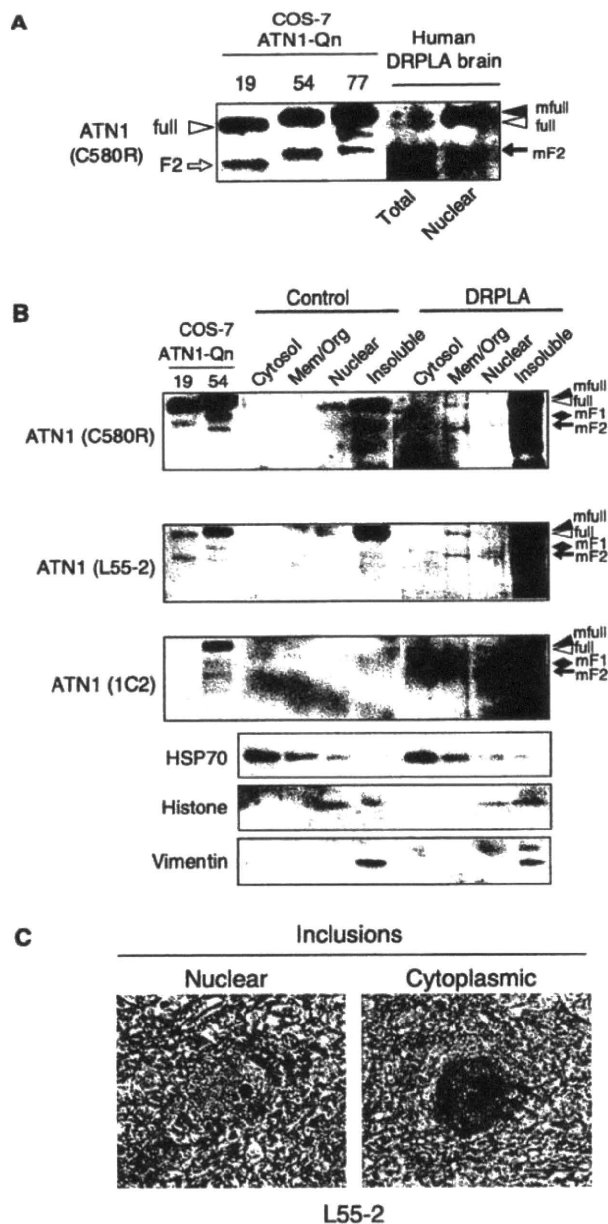 A
COS-7
ATN1-Qn
Human
DRPLA brain
19 54 77
ATN1
(C580R)
full
F2
mfull
full
mF2
Total
Nuclear
B
Control
DRPLA
COS-7
ATN1-Qn
19 54
Cytosol
Mem/Org
Nuclear
Insoluble
Cytosol
Mem/Org
Nuclear
Insoluble
ATN1 (C580R)
mfull
full
mF1
mF2
ATN1 (L55-2)
mfull
full
mF1
mF2
ATN1 (1C2)
mfull
full
mF1
mF2
HSP70
Histone
Vimentin
C
Inclusions
Nuclear
Cytoplasmic
L55-2